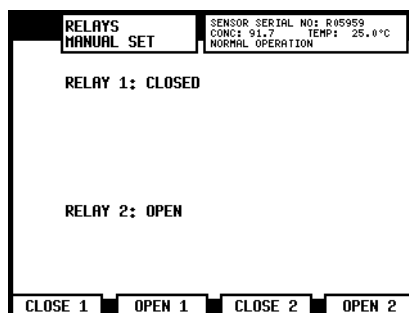 RELAYS
MANUAL SET
SENSOR SERIAL NO: R05959
CONC: 91.7 TEMP: 25.0°C
NORMAL OPERATION
RELAY 1: CLOSED
RELAY 2: OPEN
CLOSE 1 OPEN 1 CLOSE 2 OPEN 2